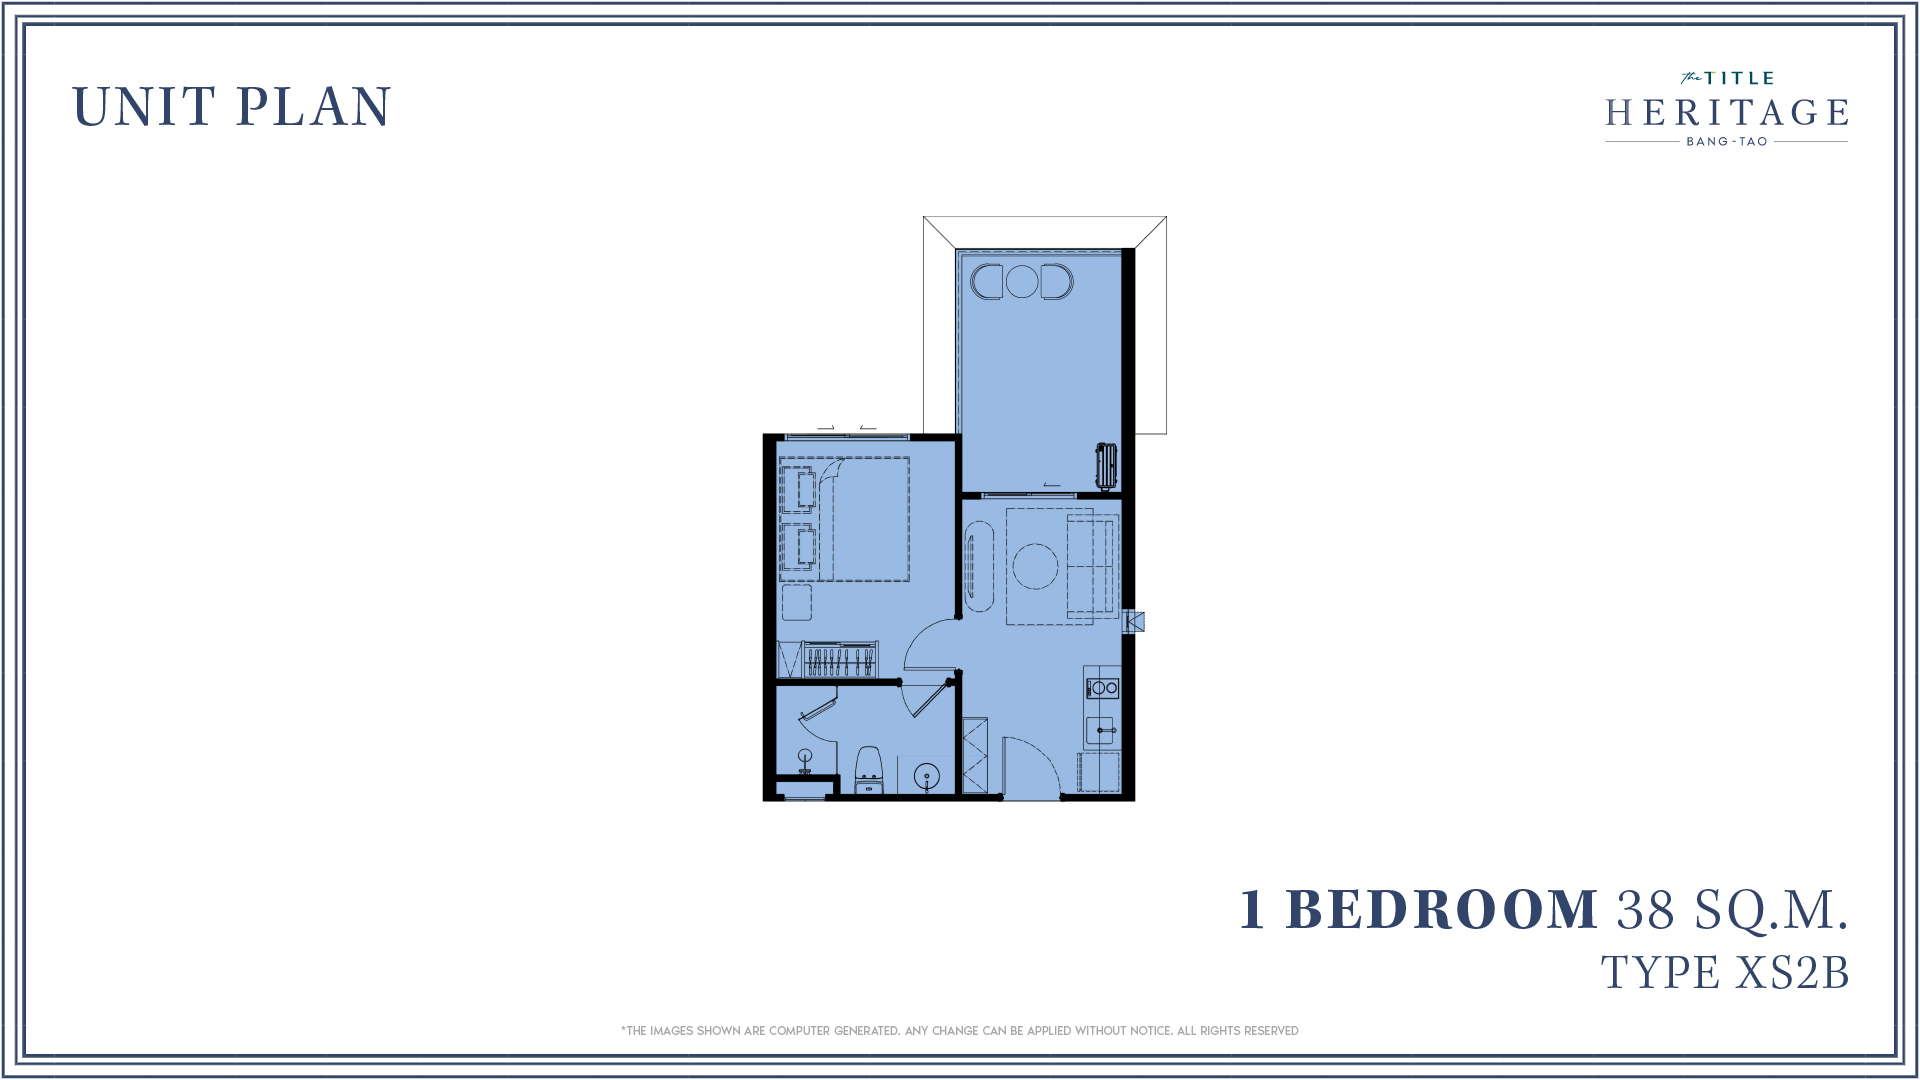 UNIT PLAN
the TITLE
HERITAGE
BANG-TAO
1 BEDROOM 38 SQ.M.
TYPE XS2B
*THE IMAGES SHOWN ARE COMPUTER GENERATED. ANY CHANGE CAN BE APPLIED WITHOUT NOTICE. ALL RIGHTS RESERVED